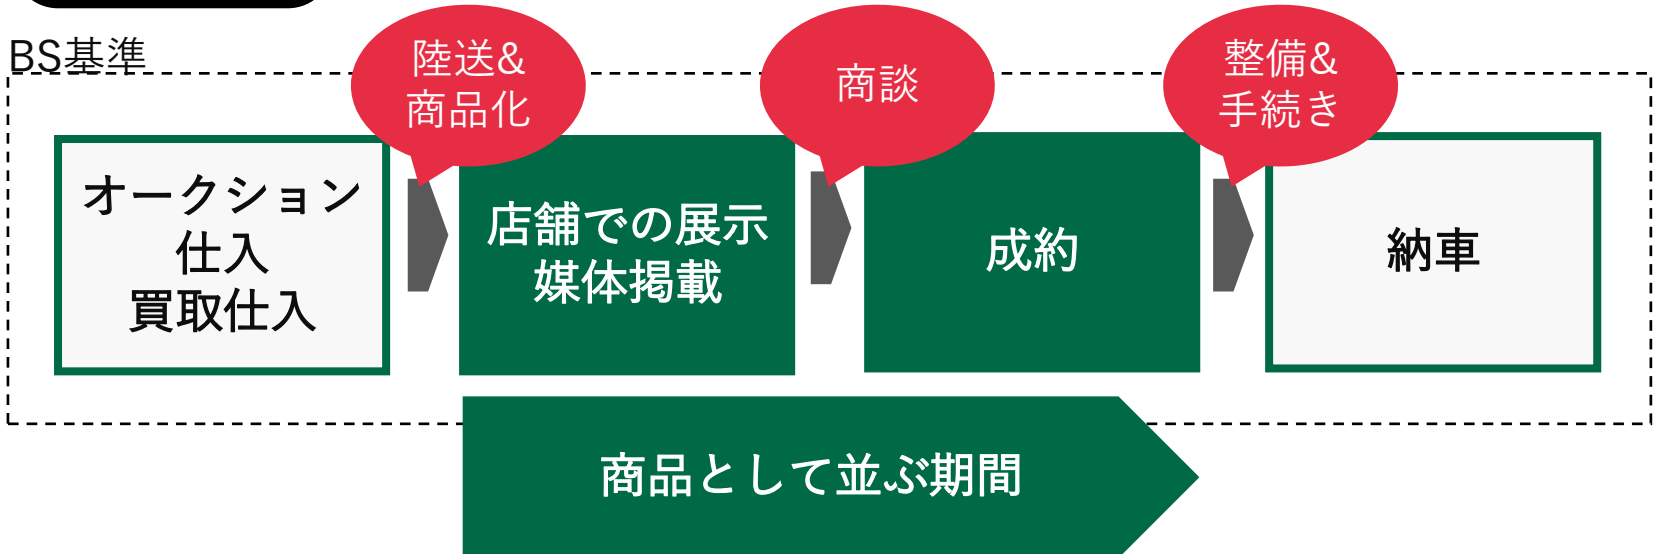 BS基準
陸送&
商品化
商談
整備&
手続き
オークション
仕入
買取仕入
店舗での展示
媒体掲載
成約
納車
商品として並ぶ期間